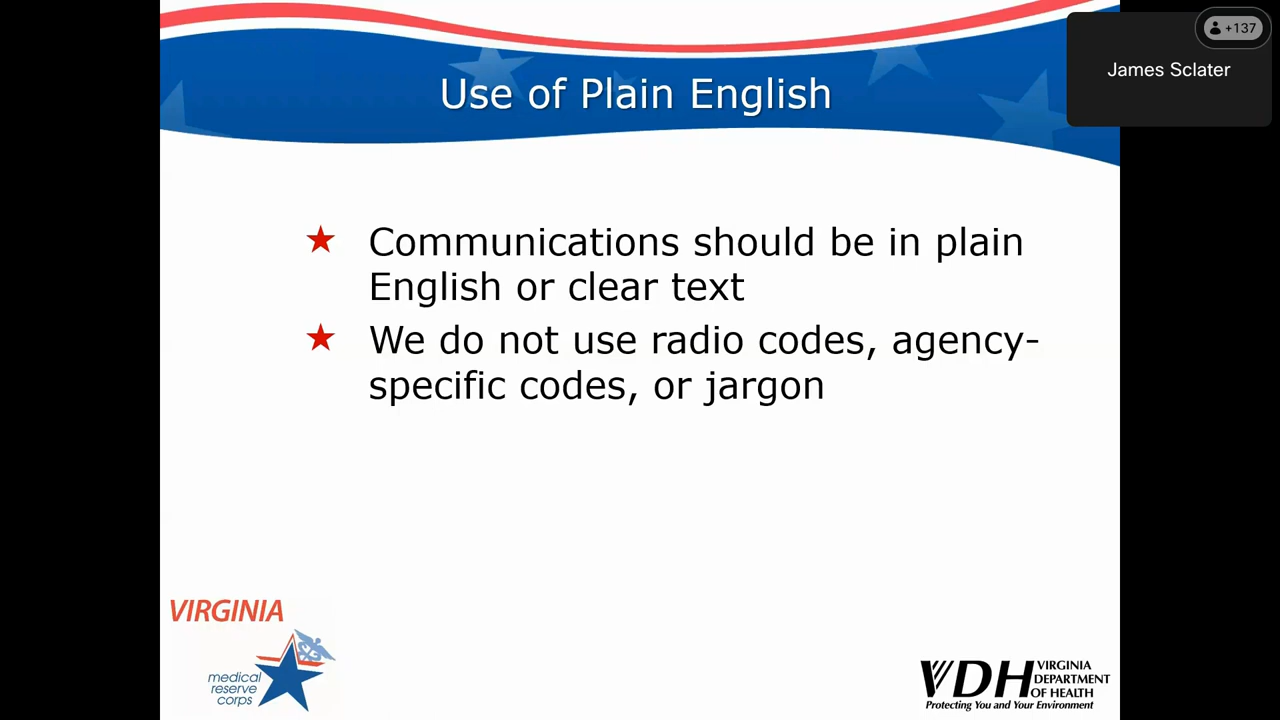 +137
James Sclater
Use of Plain English
Communications should be in plain
English or clear text
We do not use radio codes, agency-
specific codes, or jargon
VIRGINIA
medical
reserve
corps
VDH VIRGINIA
DEPARTMENT
OF HEALTH
Protecting You and Your Environment